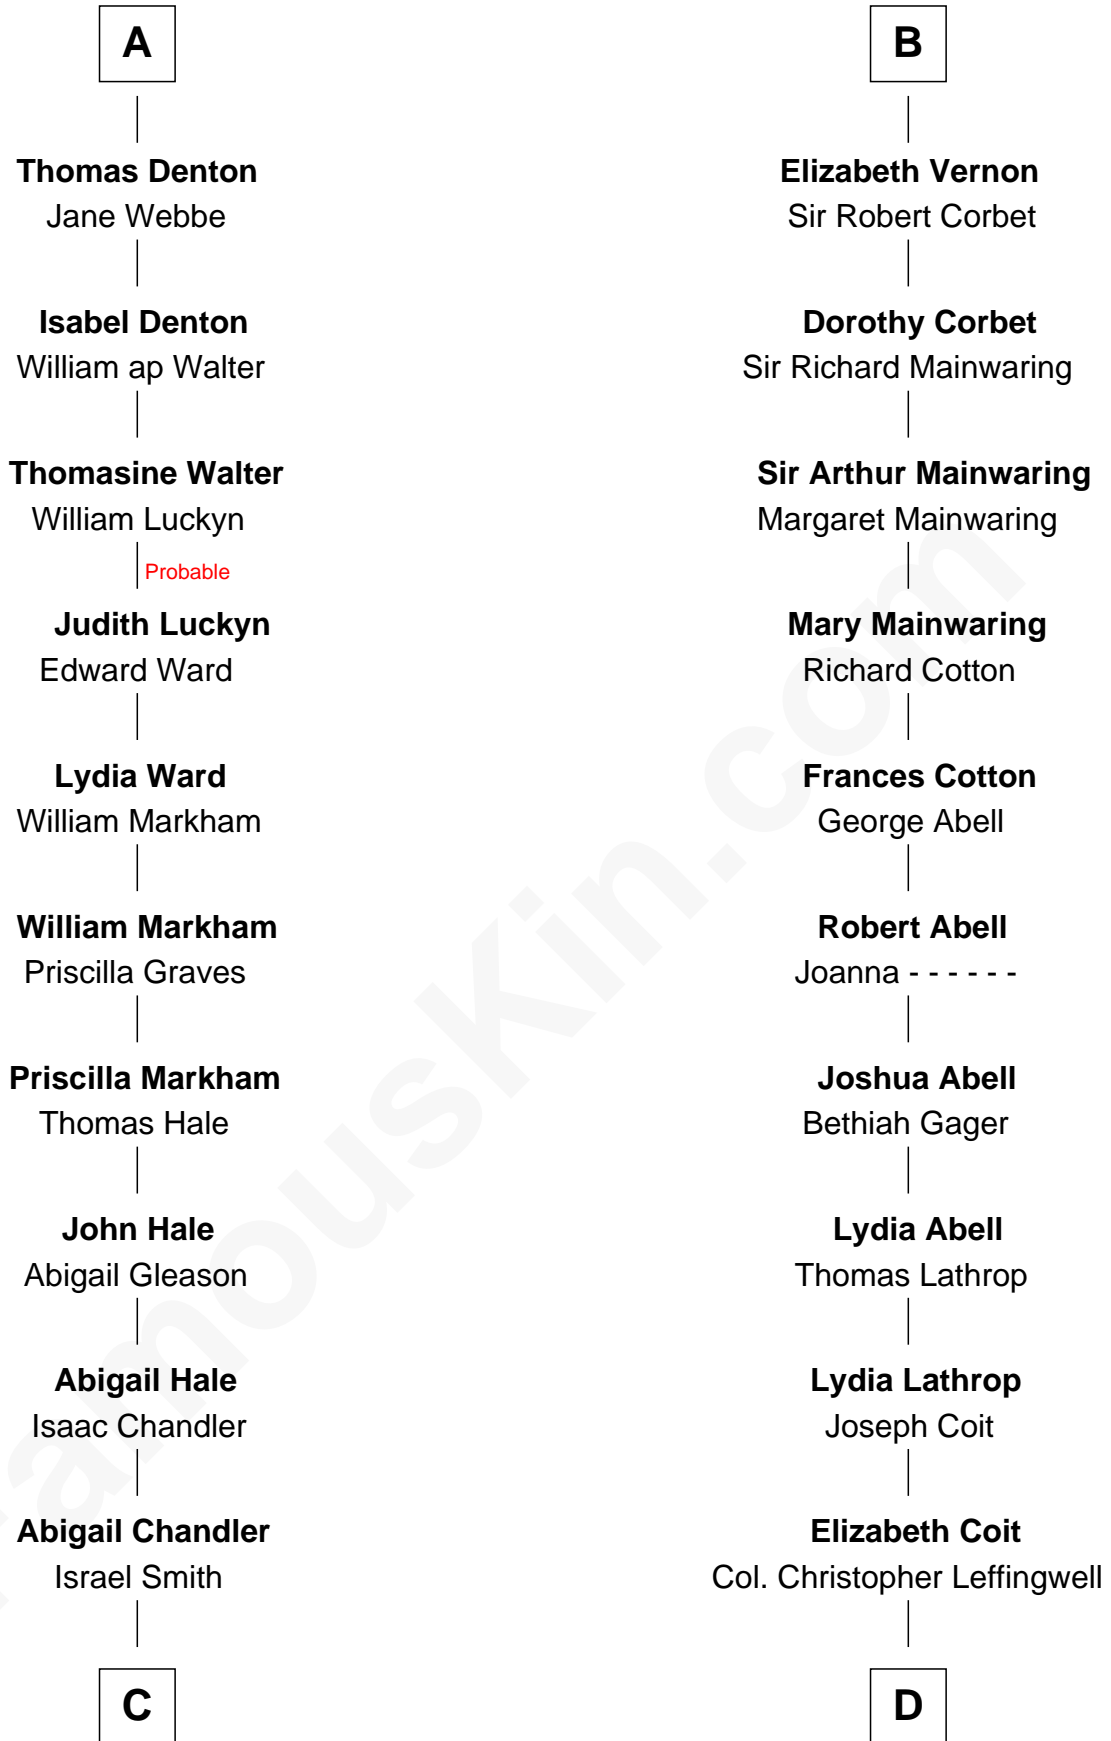 A
Thomas Denton
Jane Webbe
Isabel Denton
William ap Walter
Thomasine Walter
William Luckyn
Probable
Judith Luckyn
Edward Ward
Lydia Ward
William Markham
William Markham
Priscilla Graves
Priscilla Markham
Thomas Hale
John Hale
Abigail Gleason
Abigail Hale
Isaac Chandler
Abigail Chandler
Israel Smith
C
B
Elizabeth Vernon
Sir Robert Corbet
Dorothy Corbet
Sir Richard Mainwaring
Sir Arthur Mainwaring
Margaret Mainwaring
Mary Mainwaring
Richard Cotton
Frances Cotton
George Abell
Robert Abell
Joanna - - - - - -
Joshua Abell
Bethiah Gager
Lydia Abell
Thomas Lathrop
Lydia Lathrop
Joseph Coit
Elizabeth Coit
Col. Christopher Leffingwell
D
FamousKin.com